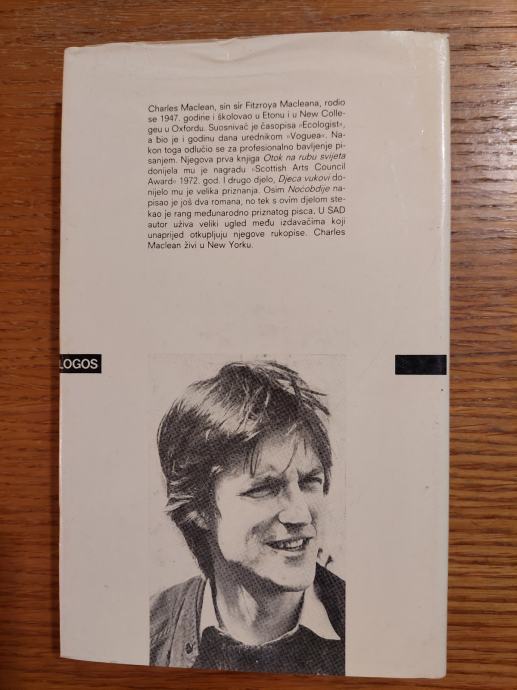 Charles Maclean, sin sir Fitzroya Macleana, rodio
se 1947. godine i školovao u Etonu i u New Colle-
geu u Oxfordu. Suosnivač je časopisa »Ecologist«,
a bio je i godinu dana urednikom »Voguea«. Na-
kon toga odlučio se za profesionalno bavljenje pi-
sanjem. Njegova prva knjiga Otok na rubu svijeta
donijela mu je nagradu »Scottish Arts Council
Award« 1972. god. I drugo djelo, Djeca vukovi do-
nijelo mu je velika priznanja. Osim Noćobdije na-
pisao je još dva romana, no tek s ovim djelom ste-
kao je rang međunarodno priznatog pisca. U SAD
autor uživa veliki ugled među izdavačima koji
unaprijed otkupljuju njegove rukopise. Charles
Maclean živi u New Yorku.
LOGOS